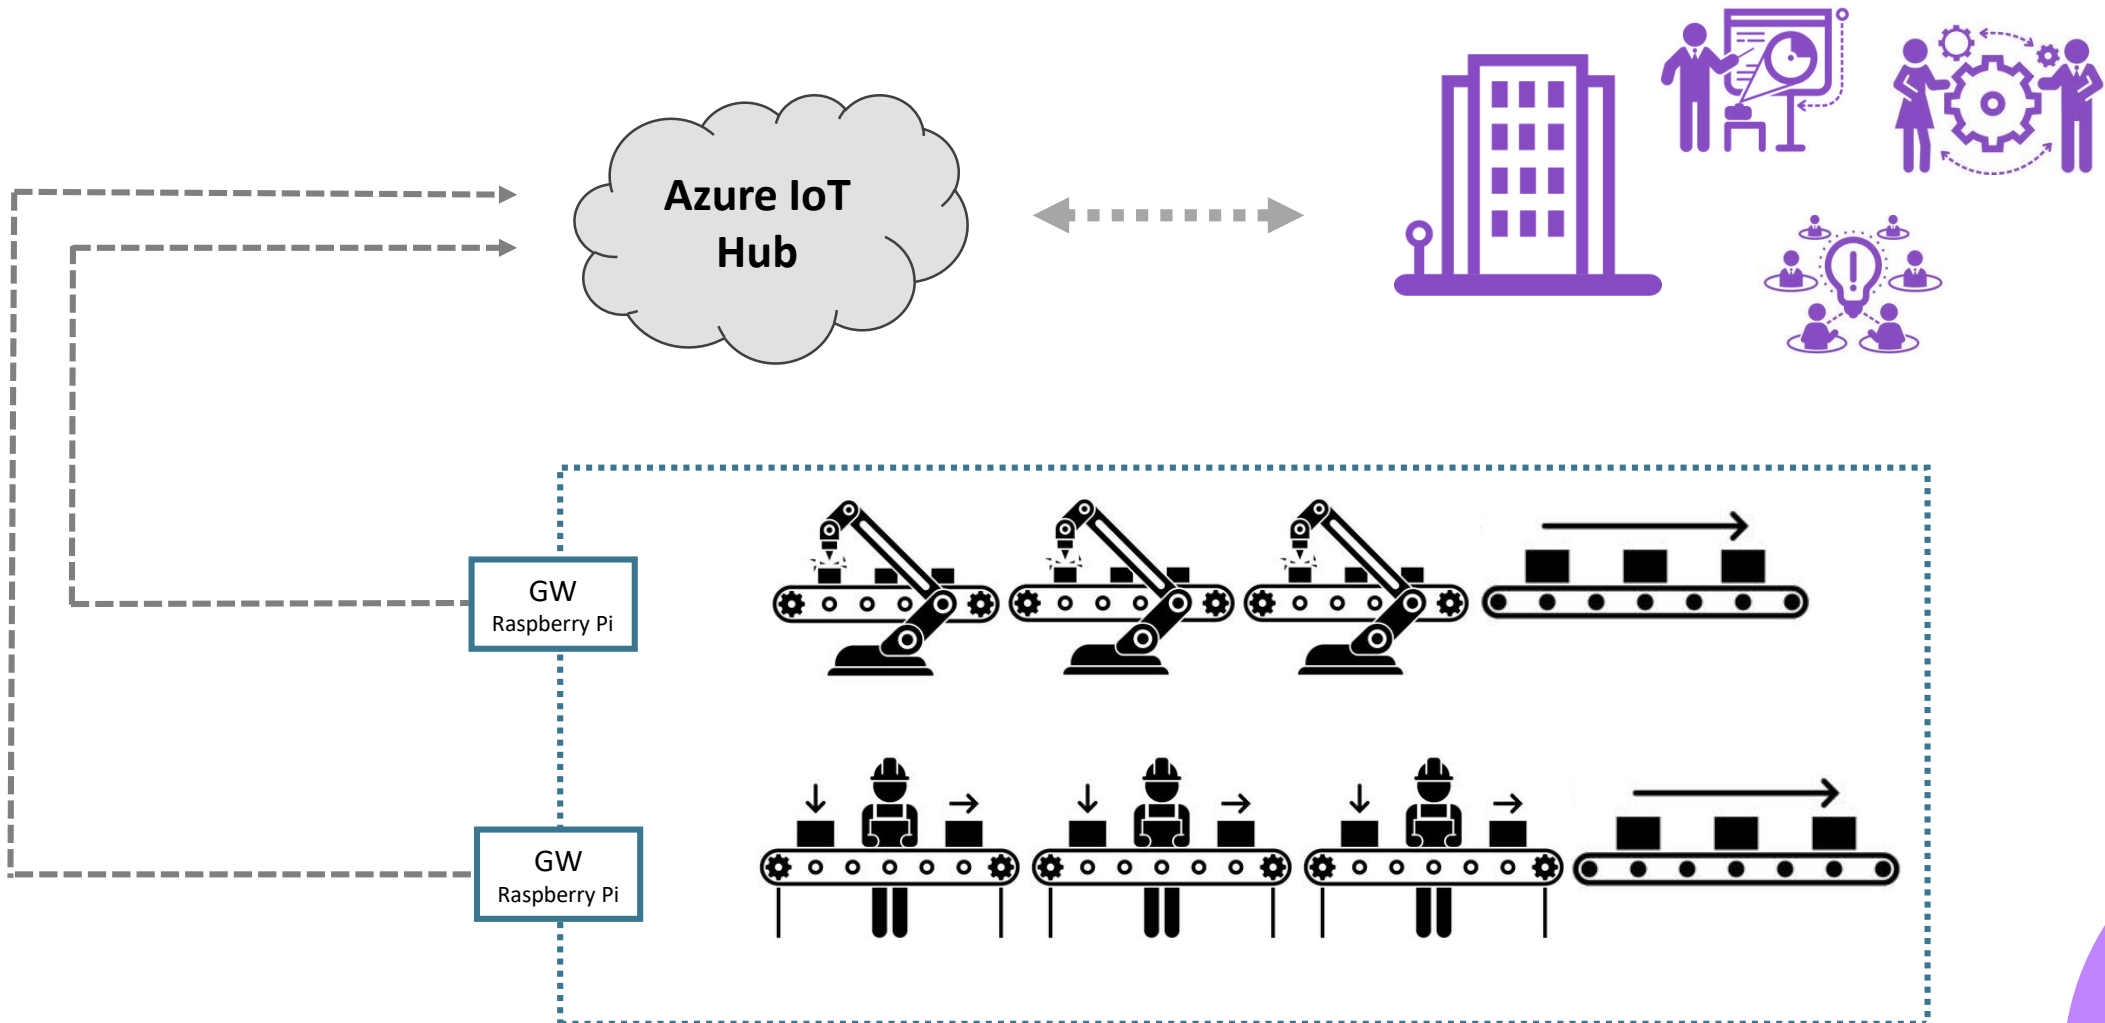 Azure IoT
Hub
GW
Raspberry Pi
GW
Raspberry Pi